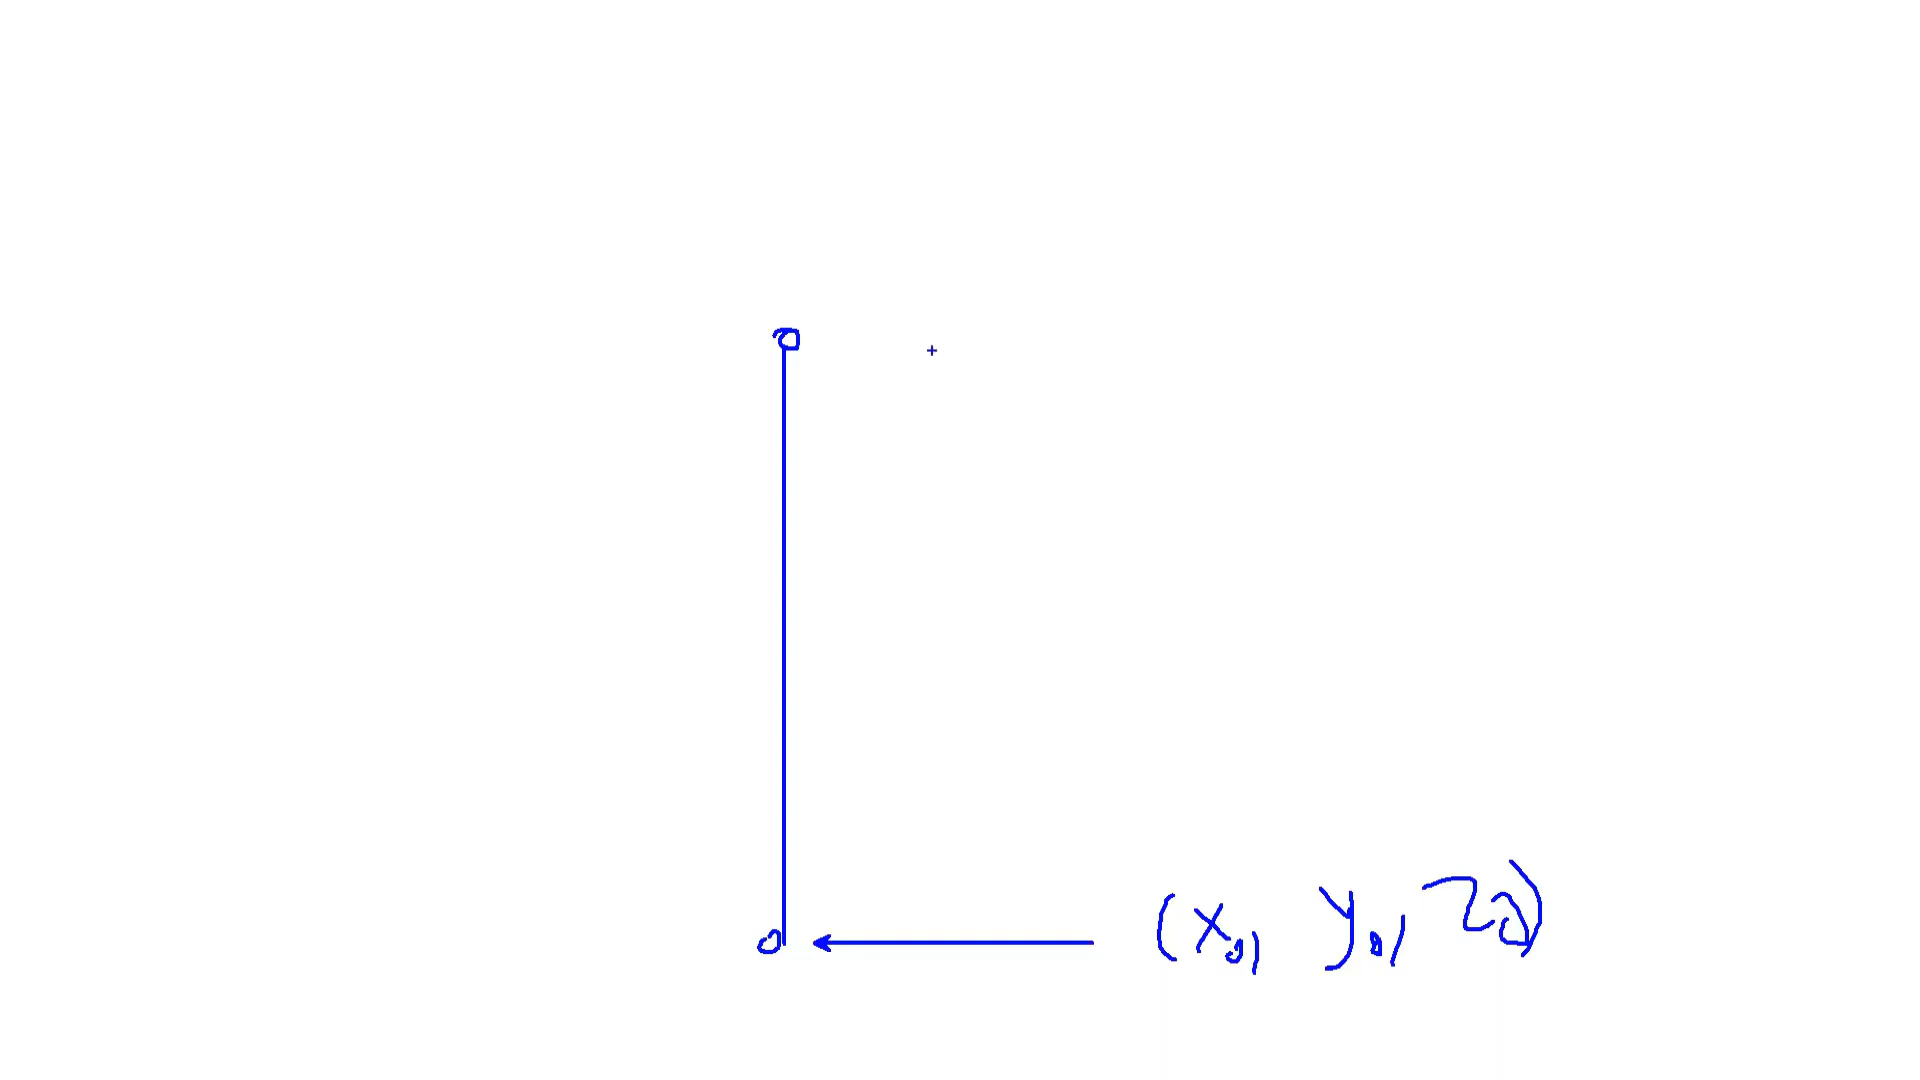 (x₀, y₀, z₀)